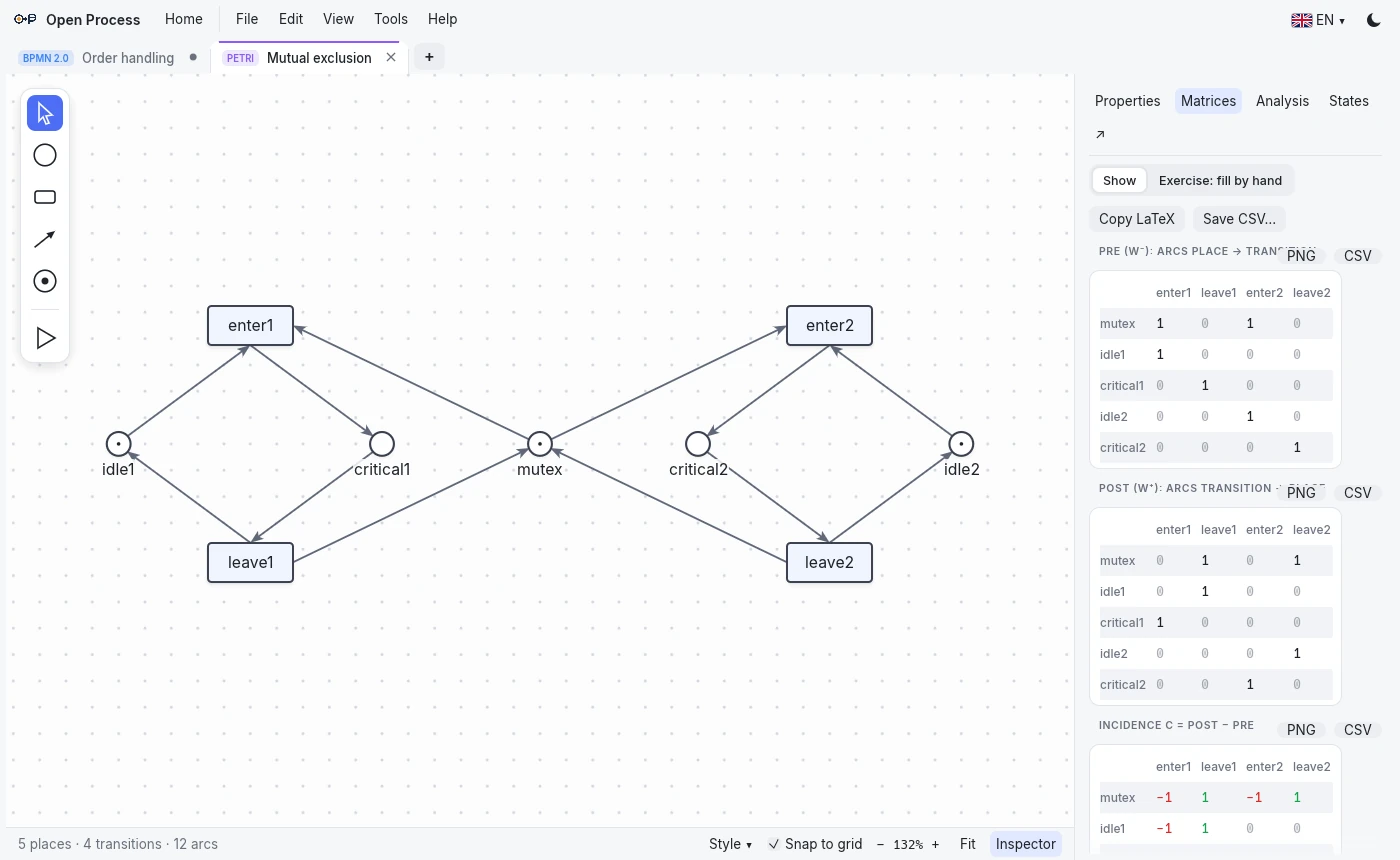 Open Process Home File Edit View Tools Help EN ▾
BPMN 2.0 Order handling ● PETRI Mutual exclusion ✕ +
Properties Matrices Analysis States
↗
Show Exercise: fill by hand
Copy LaTeX Save CSV...
PRE (W⁻): ARCS PLACE → TRANSITION PNG CSV
enter1 leave1 enter2 leave2
mutex 1 0 1 0
idle1 1 0 0 0
critical1 0 1 0 0
idle2 0 0 1 0
critical2 0 0 0 1
POST (W⁺): ARCS TRANSITION → PLACE PNG CSV
enter1 leave1 enter2 leave2
mutex 0 1 0 1
idle1 0 1 0 0
critical1 1 0 0 0
idle2 0 0 0 1
critical2 0 0 1 0
INCIDENCE C = POST − PRE PNG CSV
enter1 leave1 enter2 leave2
mutex −1 1 −1 1
idle1 −1 1 0 0
enter1 enter2
idle1 critical1 mutex critical2 idle2
leave1 leave2
5 places · 4 transitions · 12 arcs Style ▾ ✓ Snap to grid − 132% + Fit Inspector